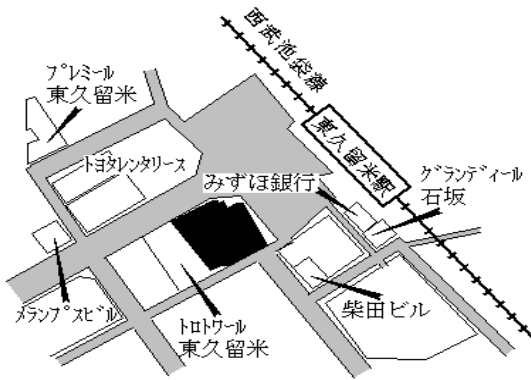 西武池袋線
ﾌﾟﾚﾐｰﾙ
東久留米
東久留米駅
ﾄﾖﾀﾚﾝﾀﾘｰｽ
みずほ銀行
ｸﾞﾗﾝﾃﾞｨｰﾙ
石坂
ﾒﾗﾝﾌﾟｽﾋﾞﾙ
ﾄﾛﾄﾜｰﾙ
東久留米
柴田ビル